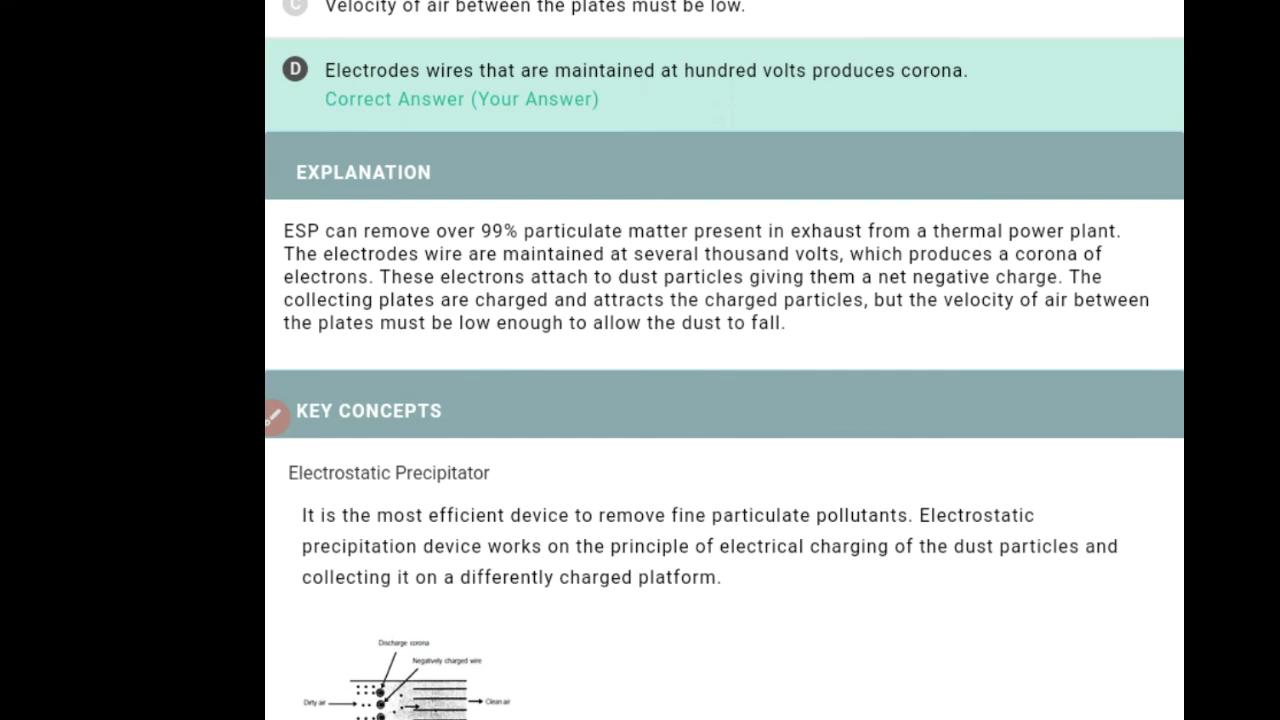 C Velocity of air between the plates must be low.
D Electrodes wires that are maintained at hundred volts produces corona.
Correct Answer (Your Answer)
EXPLANATION
ESP can remove over 99% particulate matter present in exhaust from a thermal power plant.
The electrodes wire are maintained at several thousand volts, which produces a corona of
electrons. These electrons attach to dust particles giving them a net negative charge. The
collecting plates are charged and attracts the charged particles, but the velocity of air between
the plates must be low enough to allow the dust to fall.
KEY CONCEPTS
Electrostatic Precipitator
It is the most efficient device to remove fine particulate pollutants. Electrostatic
precipitation device works on the principle of electrical charging of the dust particles and
collecting it on a differently charged platform.
Discharge corona
Negatively charged wire
Dirty air
Clean air